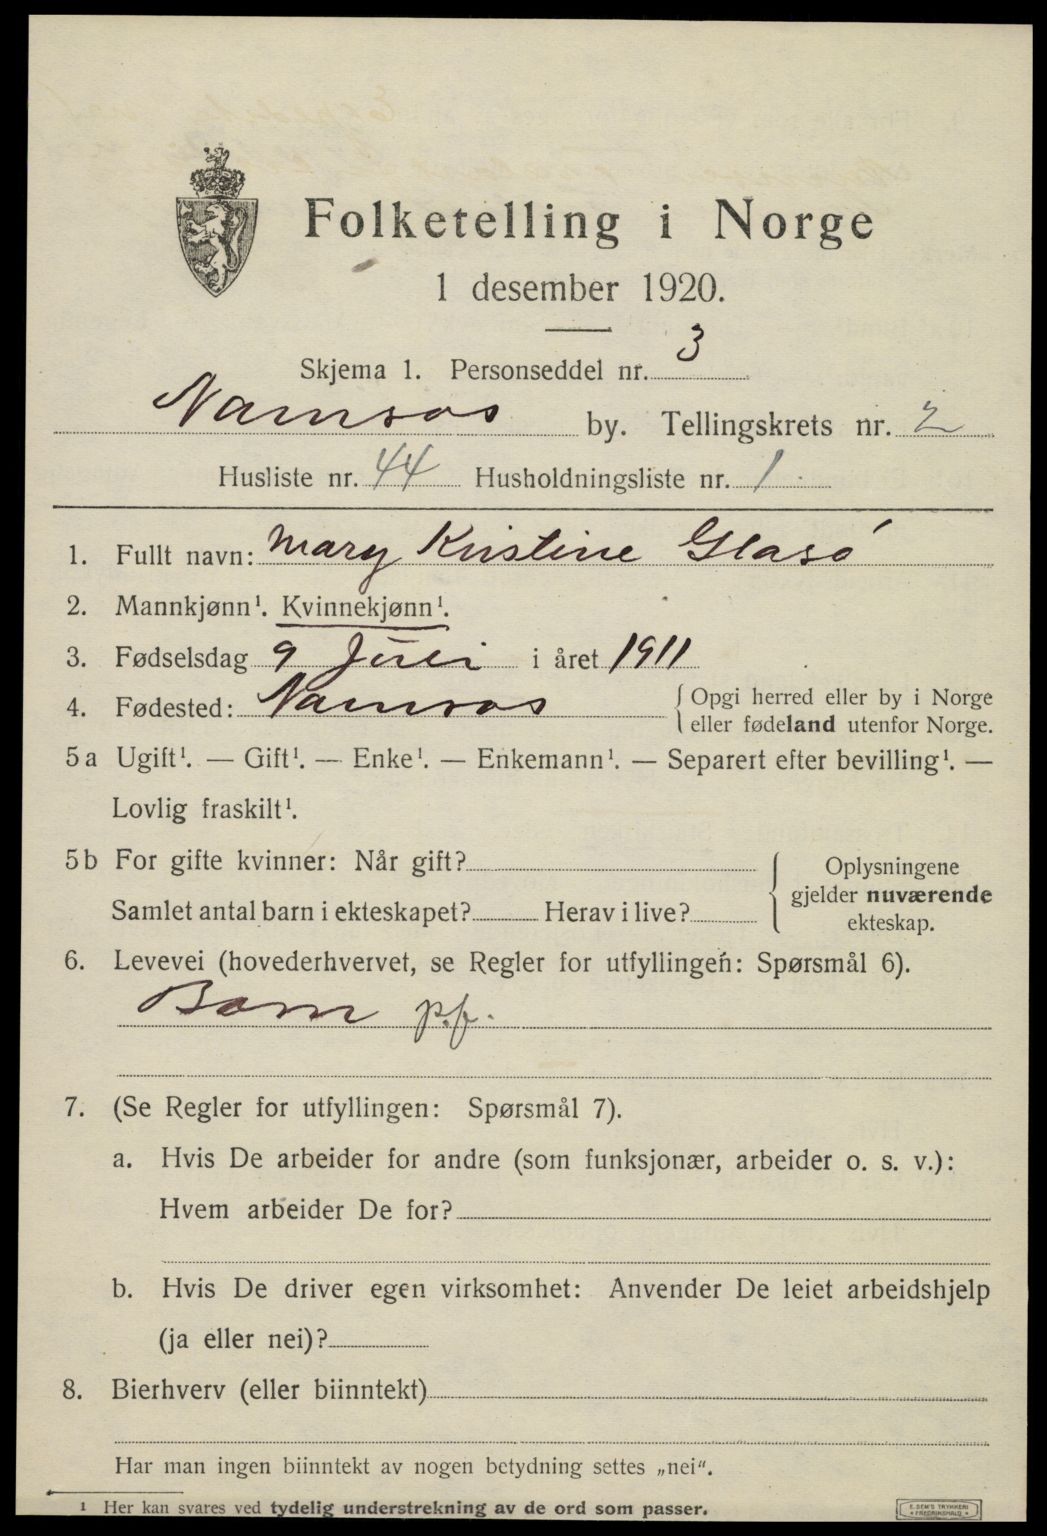 Folketelling i Norge
1 desember 1920.
Skjema 1. Personseddel nr. 3
Namsos by. Tellingskrets nr. 2
Husliste nr. 44 Husholdningsliste nr. 1
1. Fullt navn: Mary Kristine Glasö
2. Mannkjønn¹. Kvinnekjønn¹.
3. Fødselsdag 9 Juli i året 1911
4. Fødested: Namsos { Opgi herred eller by i Norge
eller fødeland utenfor Norge.
5a Ugift¹. — Gift¹. — Enke¹. — Enkemann¹. — Separert efter bevilling¹. —
Lovlig fraskilt¹.
5b For gifte kvinner: Når gift? { Oplysningene
gjelder nuværende
Samlet antal barn i ekteskapet? Herav i live? ekteskap.
6. Levevei (hovederhvervet, se Regler for utfyllingen: Spørsmål 6).
Barn p.f.
7. (Se Regler for utfyllingen: Spørsmål 7).
a. Hvis De arbeider for andre (som funksjonær, arbeider o. s. v.):
Hvem arbeider De for?
b. Hvis De driver egen virksomhet: Anvender De leiet arbeidshjelp
(ja eller nei)?
8. Bierhverv (eller biinntekt)
Har man ingen biinntekt av nogen betydning settes „nei“.
¹ Her kan svares ved tydelig understrekning av de ord som passer.
E. SEM'S TRYKKERI
• FREDRIKSHALD •